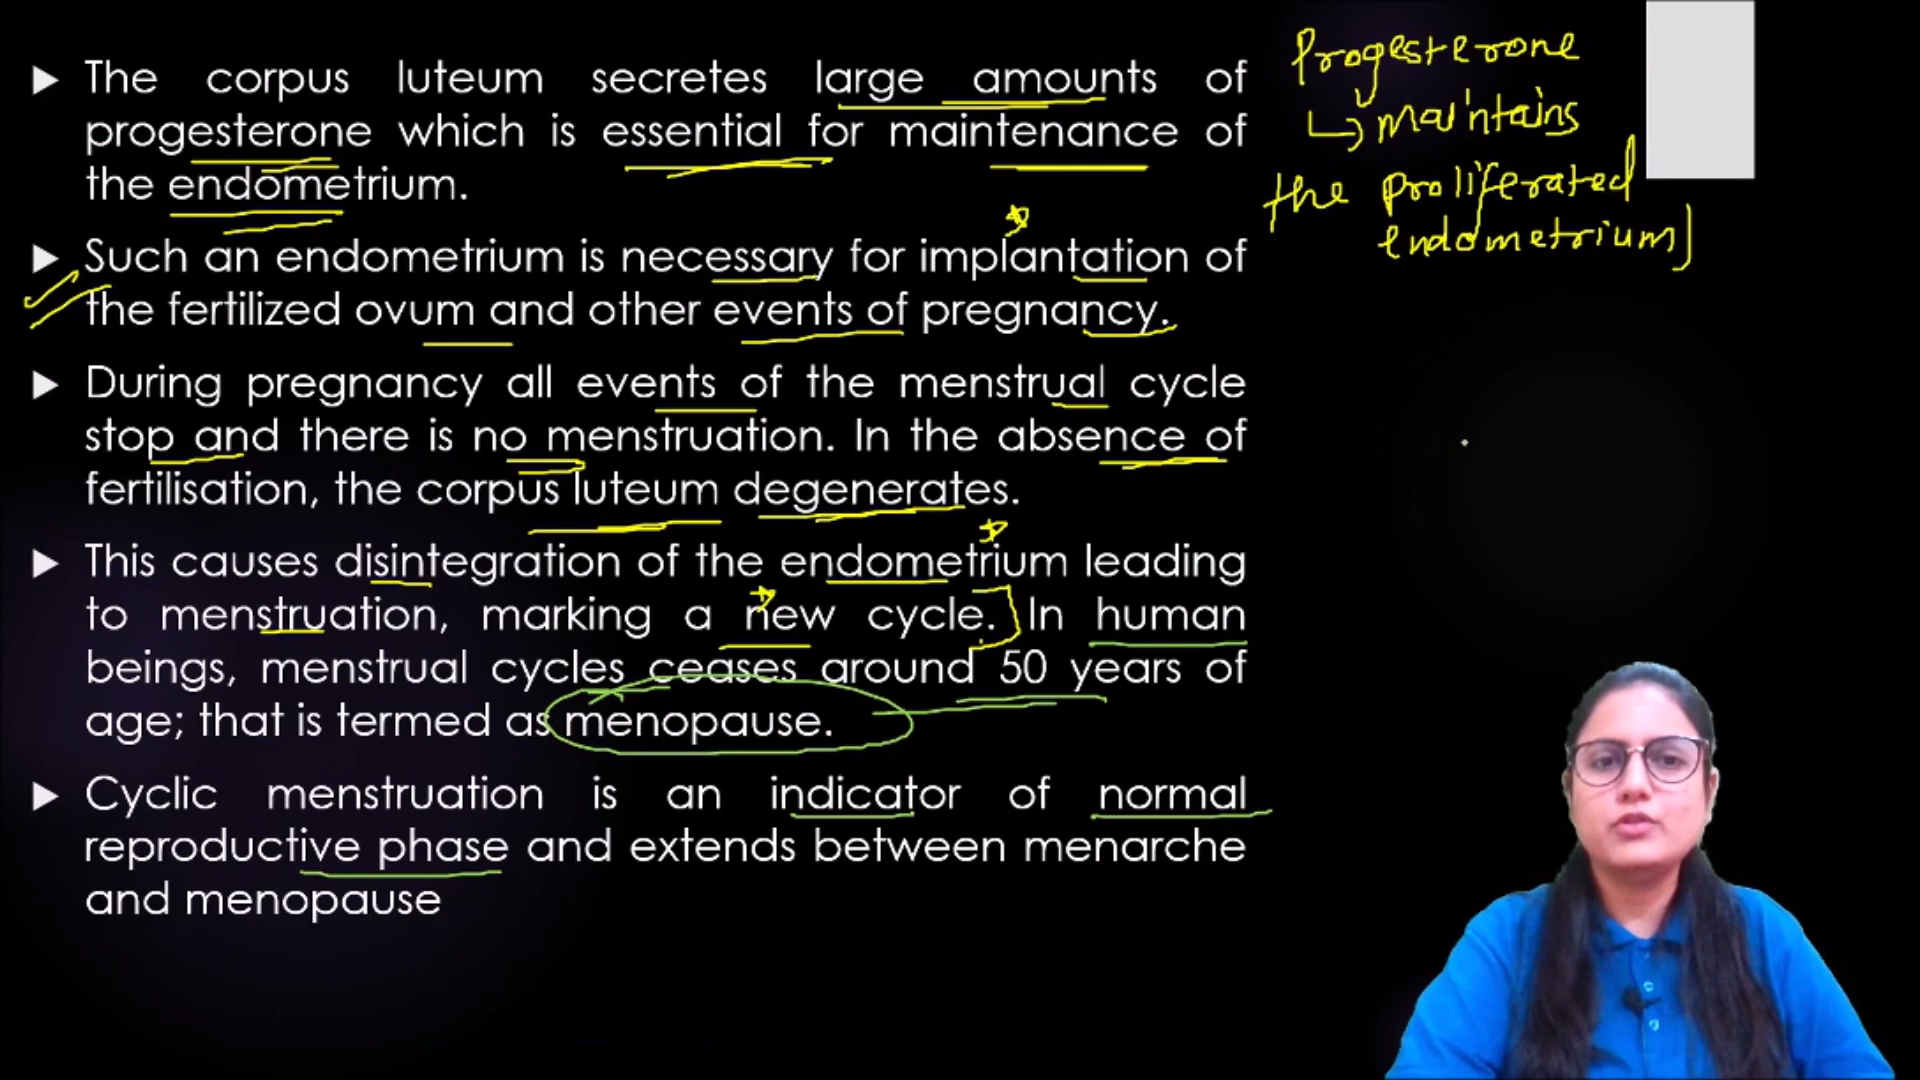 ▶ The corpus luteum secretes large amounts of
progesterone which is essential for maintenance of
the endometrium.
▶ Such an endometrium is necessary for implantation of
the fertilized ovum and other events of pregnancy.
▶ During pregnancy all events of the menstrual cycle
stop and there is no menstruation. In the absence of
fertilisation, the corpus luteum degenerates.
▶ This causes disintegration of the endometrium leading
to menstruation, marking a new cycle. In human
beings, menstrual cycles ceases around 50 years of
age; that is termed as menopause.
▶ Cyclic menstruation is an indicator of normal
reproductive phase and extends between menarche
and menopause
Progesterone
↳ maintains
the proliferated
endometrium]